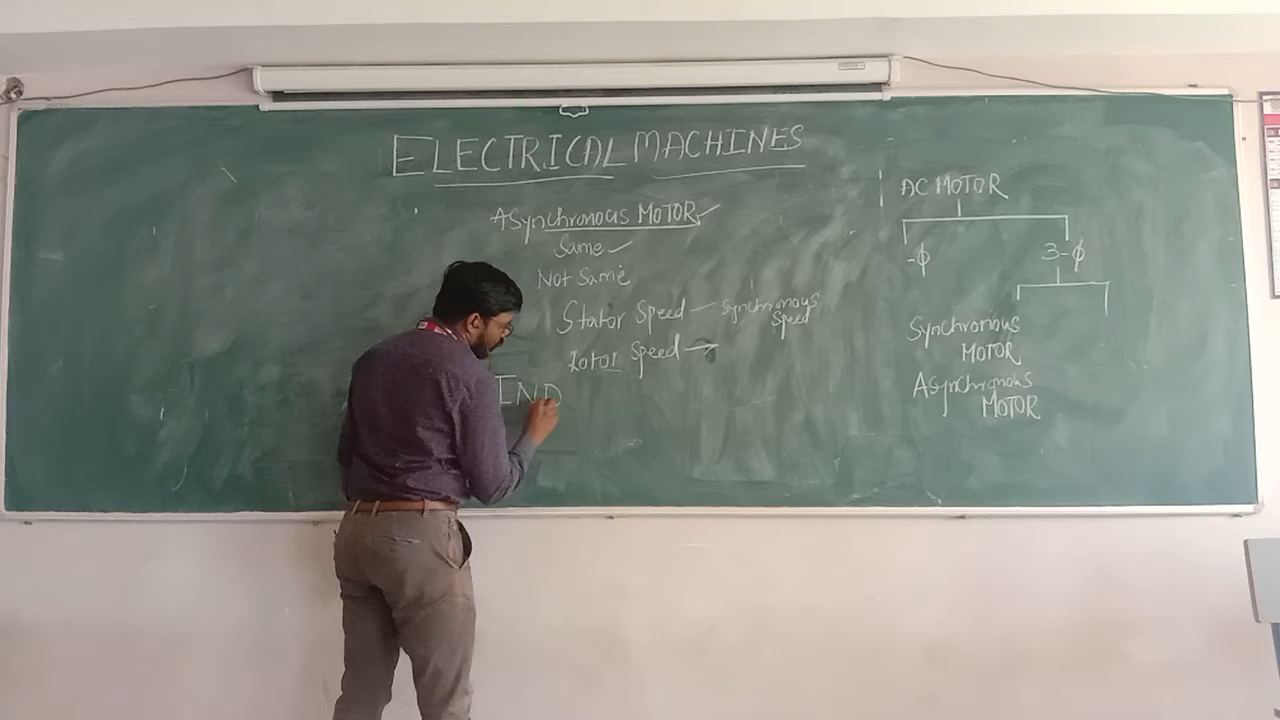 ELECTRICAL MACHINES
ASynchronous MOTOR
Same
Not Same
Stator Speed - Synchronous Speed
Rotor Speed →
IND
AC MOTOR
-ϕ 3-ϕ
Synchronous
MOTOR
ASynchronous
MOTOR